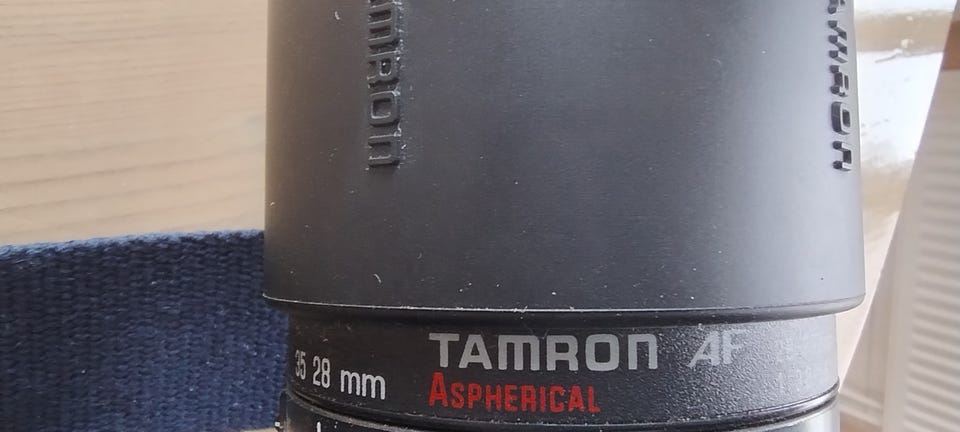 TAMRON
TAMRON
35 28 mm
TAMRON AF
ASPHERICAL